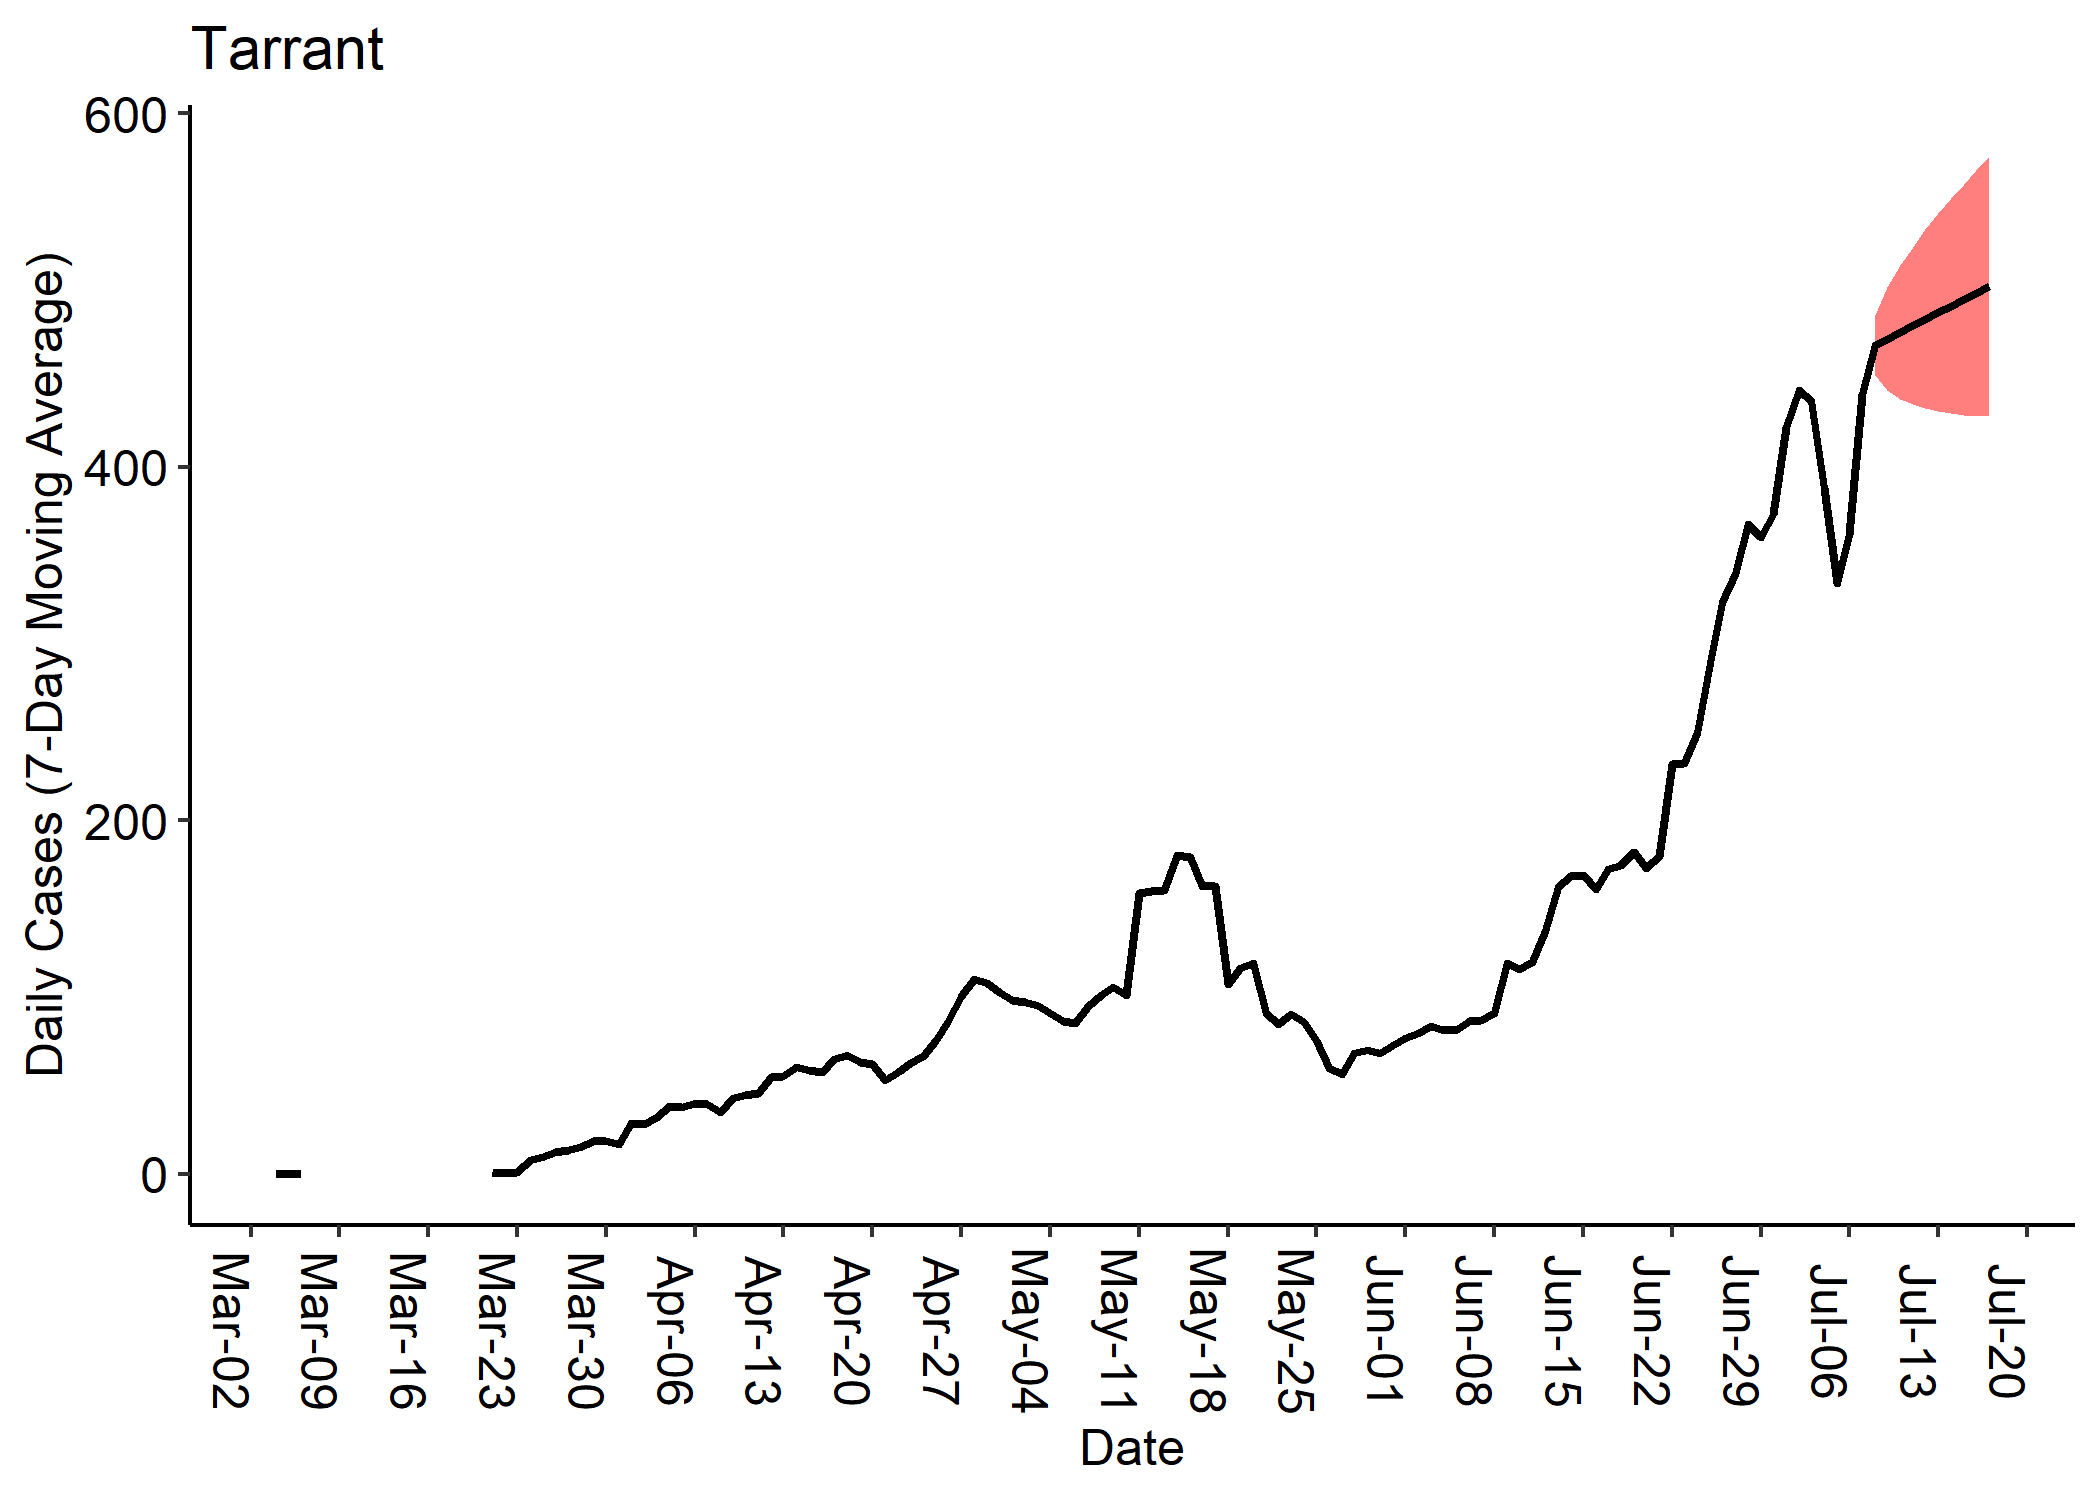 Tarrant
600
400
200
0
Daily Cases (7-Day Moving Average)
Mar-02
Mar-09
Mar-16
Mar-23
Mar-30
Apr-06
Apr-13
Apr-20
Apr-27
May-04
May-11
May-18
May-25
Jun-01
Jun-08
Jun-15
Jun-22
Jun-29
Jul-06
Jul-13
Jul-20
Date